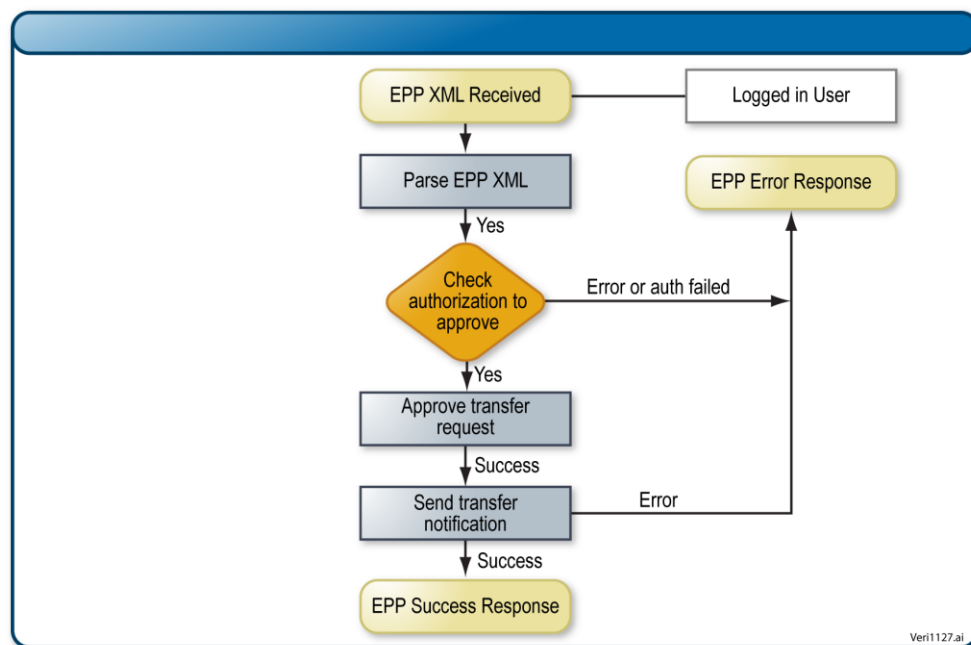 EPP XML Received
Logged in User
Parse EPP XML
EPP Error Response
Yes
Check
authorization to
approve
Error or auth failed
Yes
Approve transfer
request
Success
Send transfer
notification
Error
Success
EPP Success Response
Veri1127.ai